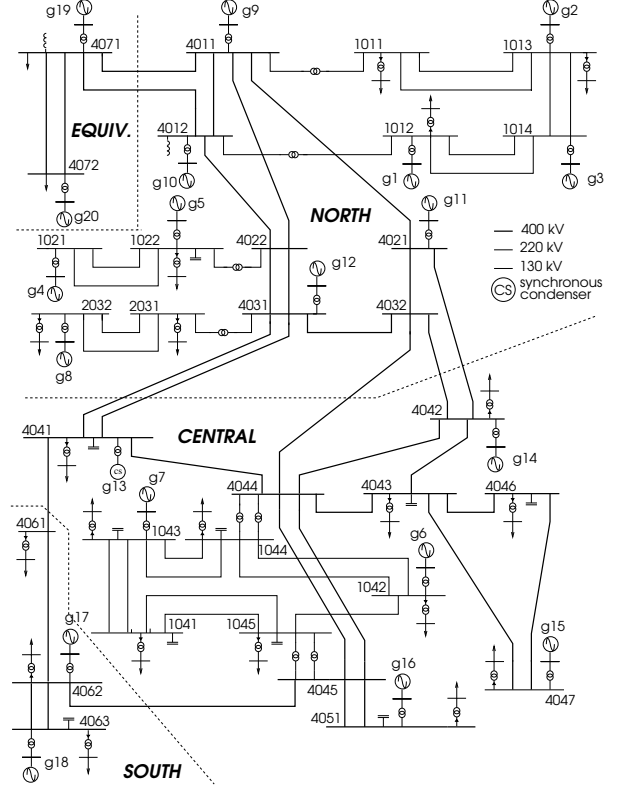 g19
g9
g2
4071
4011
1011
1013
EQUIV.
4012
1012
1014
4072
g10
g1
g3
g20
g5
NORTH
g11
400 kV
220 kV
130 kV
CS synchronous
condenser
1021
1022
4022
4021
g12
g4
2032
2031
4031
4032
g8
4042
4041
CENTRAL
g14
cs
g13
g7
4044
4043
4046
4061
1043
1044
g6
1042
g17
1041
1045
g15
g16
4062
4045
4047
4063
4051
g18
SOUTH